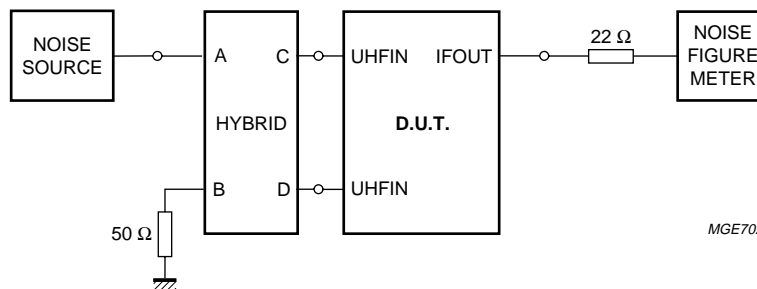 NOISE
SOURCE
A
C
UHFIN
IFOUT
22 Ω
NOISE
FIGURE
METER
HYBRID
D.U.T.
B
D
UHFIN
50 Ω